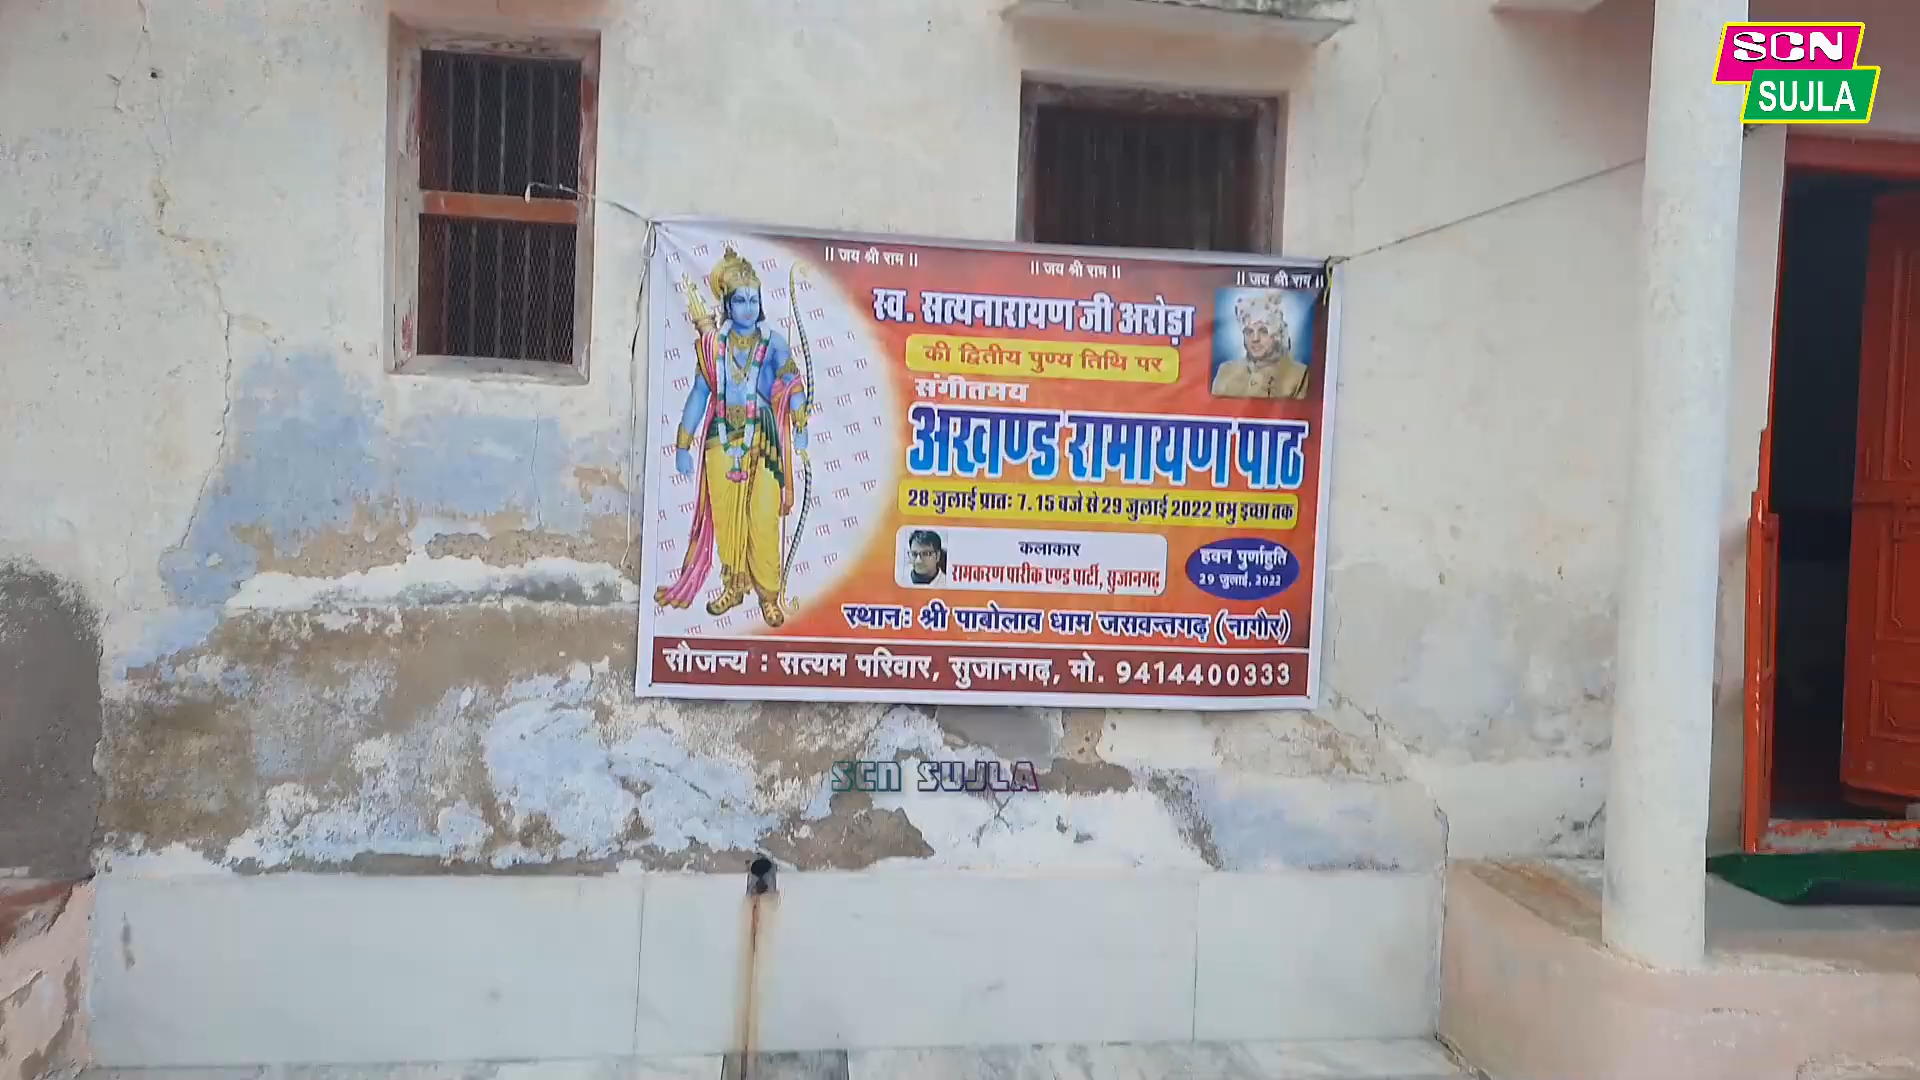 SCN
SUJLA
|| जय श्री राम || || जय श्री राम || || जय श्री राम ||
स्व. सत्यनारायण जी अरोड़ा
की द्वितीय पुण्य तिथि पर
संगीतमय
अखण्ड रामायण पाठ
28 जुलाई प्रातः 7.15 बजे से 29 जुलाई 2022 प्रभु इच्छा तक
कलाकार
रामकरण पारीक एण्ड पार्टी, सुजानगढ़
हवन पुर्णाहुति
29 जुलाई, 2022
स्थानः श्री पाबोलाव धाम जसवन्तगढ़ (नागौर)
सौजन्य : सत्यम परिवार, सुजानगढ़, मो. 9414400333
SCN SUJLA